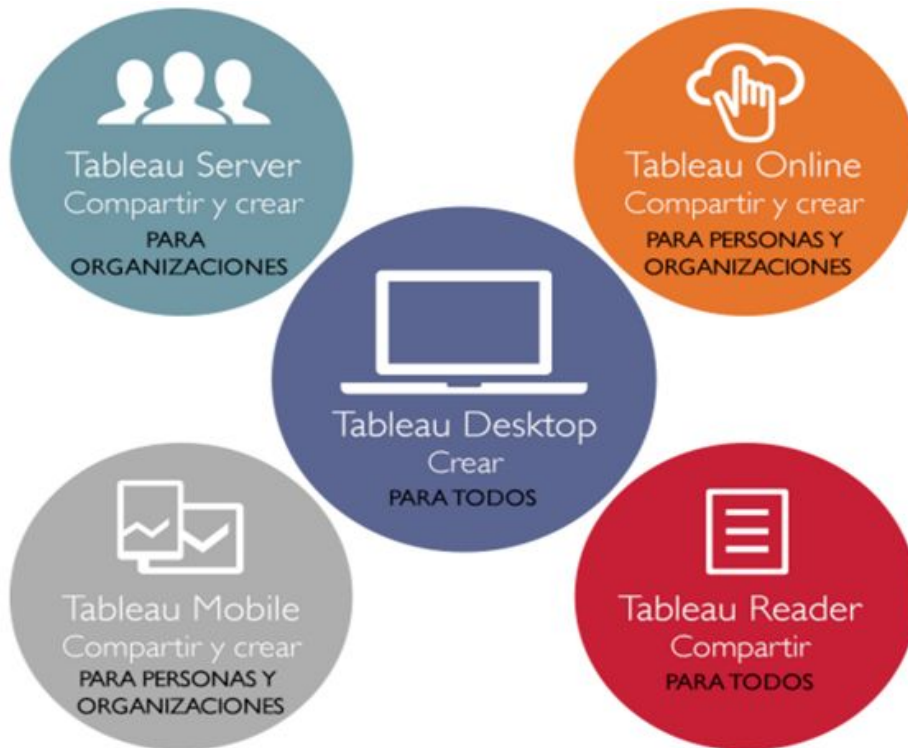 Tableau Server
Compartir y crear
PARA
ORGANIZACIONES
Tableau Online
Compartir y crear
PARA PERSONAS Y
ORGANIZACIONES
Tableau Desktop
Crear
PARA TODOS
Tableau Mobile
Compartir y crear
PARA PERSONAS Y
ORGANIZACIONES
Tableau Reader
Compartir
PARA TODOS